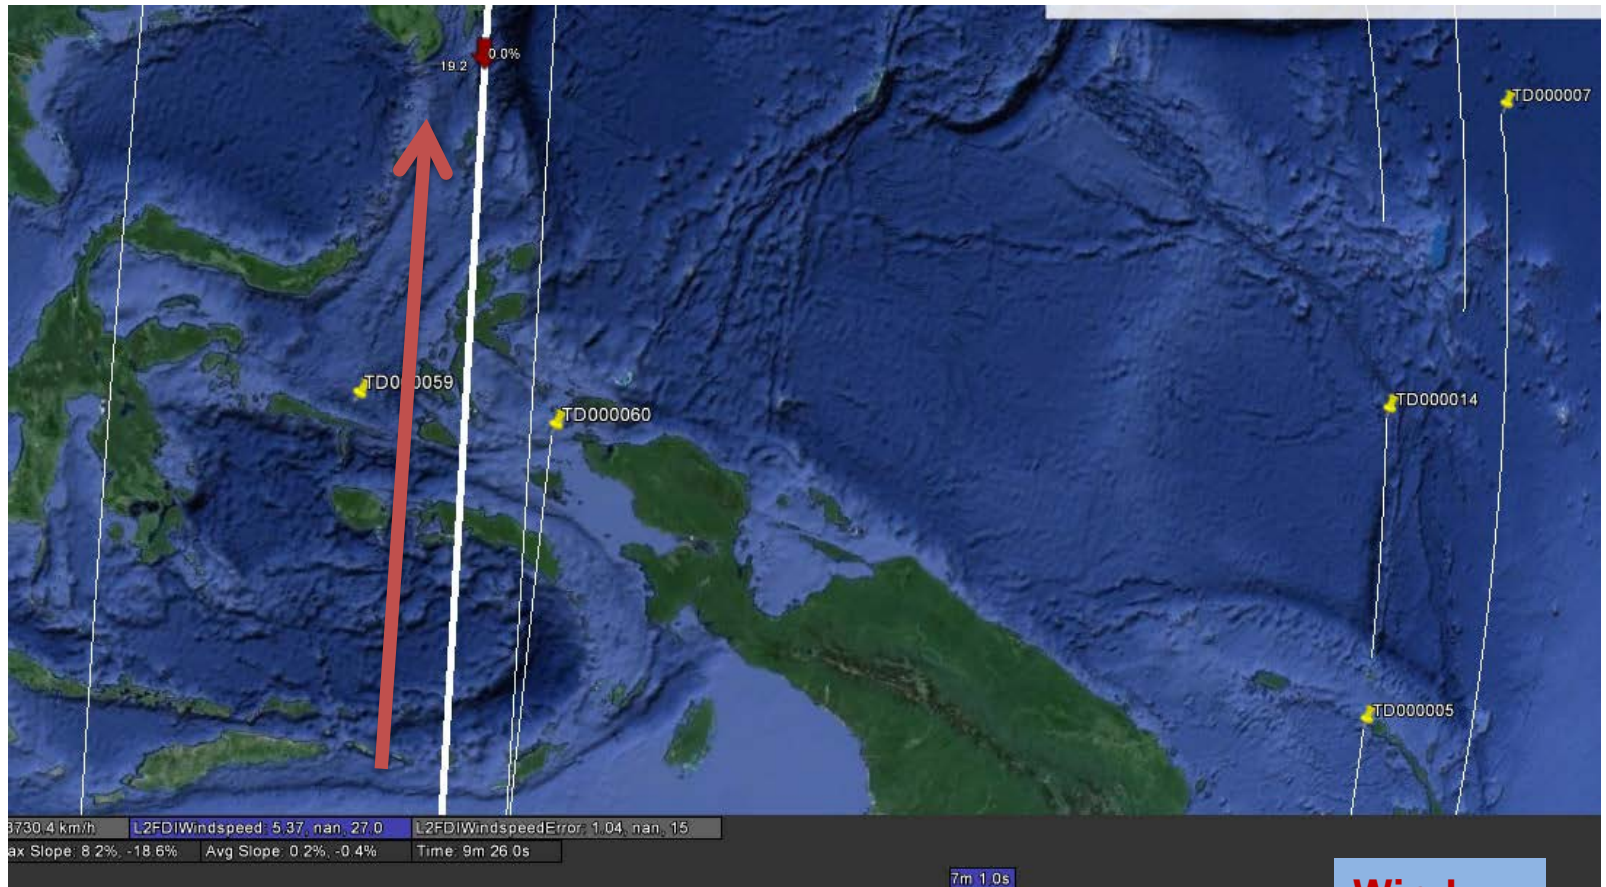 0.0%
19.2
TD000007
TD000059
TD000014
TD000060
TD000005
3730.4 km/h
L2FDIWindspeed: 5.37, nan, 27.0
L2FDIWindspeedError: 1.04, nan, 15
ax Slope: 8.2%, -18.6%
Avg Slope: 0.2%, -0.4%
Time: 9m 26.0s
7m 1.0s